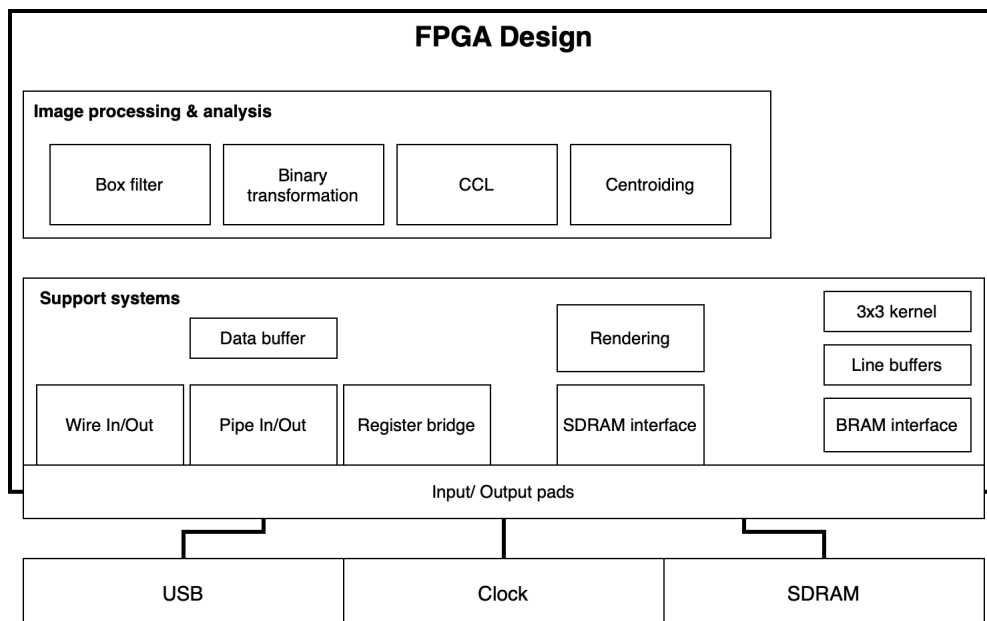 FPGA Design
Image processing & analysis
Box filter
Binary
transformation
CCL
Centroiding
Support systems
Data buffer
Rendering
3x3 kernel
Line buffers
Wire In/Out
Pipe In/Out
Register bridge
SDRAM interface
BRAM interface
Input/ Output pads
USB
Clock
SDRAM